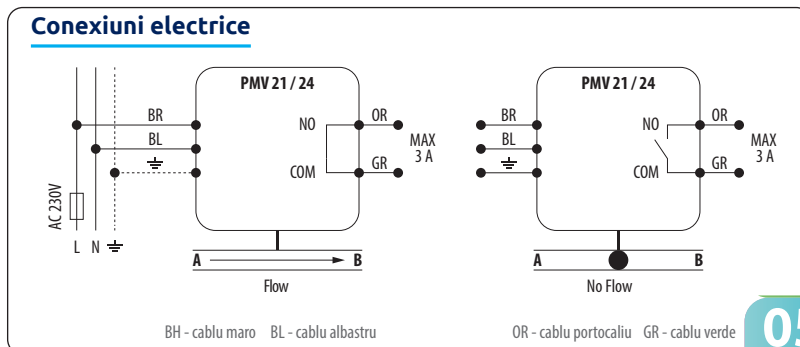 Conexiuni electrice
PMV 21 / 24
BR
BL
NO
COM
OR
GR
MAX
3 A
AC 230V
L N
A B
Flow
PMV 21 / 24
BR
BL
NO
COM
OR
GR
MAX
3 A
A B
No Flow
BH - cablu maro BL - cablu albastru
OR - cablu portocaliu GR - cablu verde
05